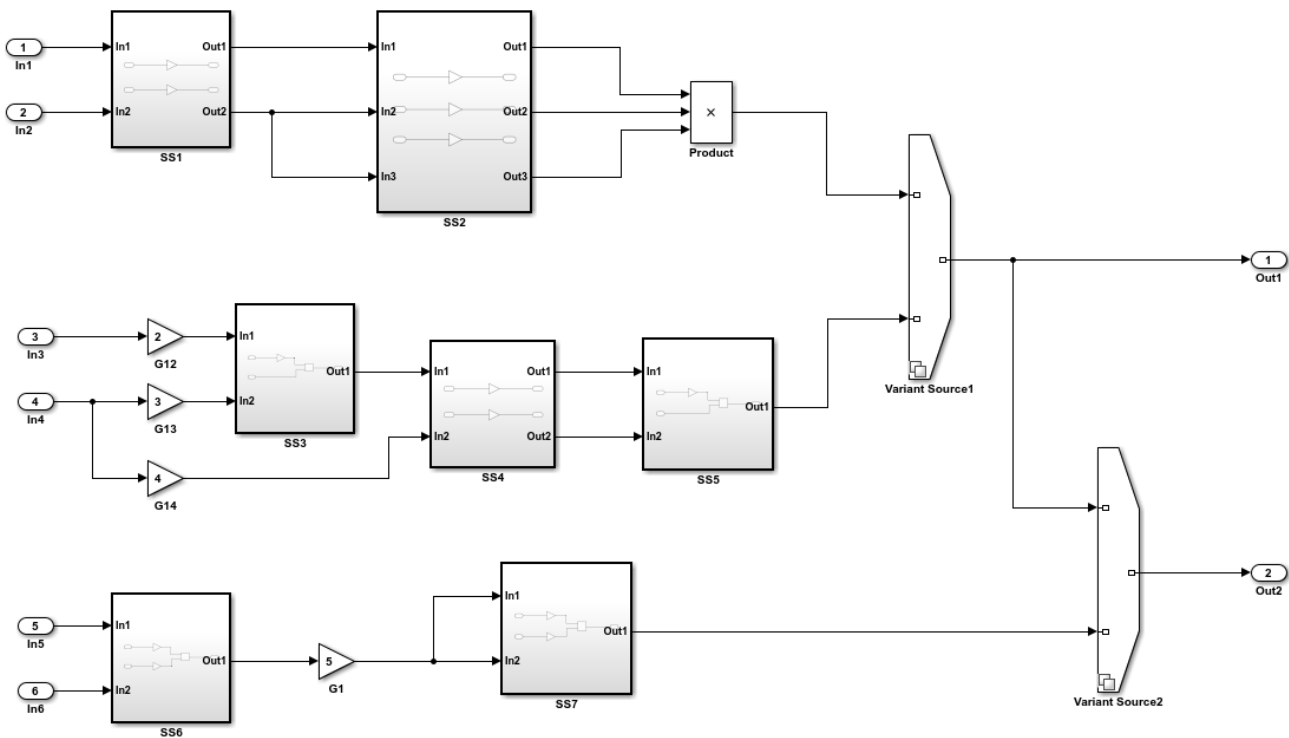 1
In1
2
In2
In1
Out1
In2
Out2
SS1
In1
Out1
In2
Out2
In3
Out3
SS2
×
Product
Variant Source1
1
Out1
3
In3
2
G12
4
In4
3
G13
4
G14
In1
Out1
In2
SS3
In1
Out1
In2
Out2
SS4
In1
Out1
In2
SS5
Variant Source2
2
Out2
5
In5
6
In6
In1
Out1
In2
SS6
5
G1
In1
Out1
In2
SS7